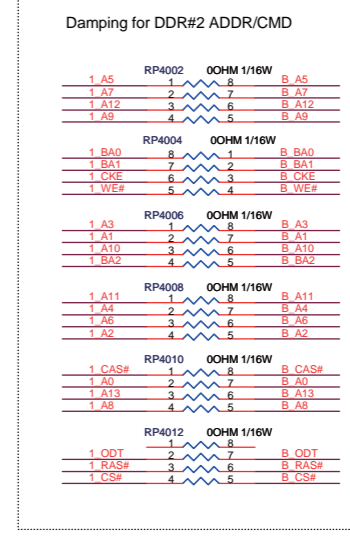 Damping for DDR#2 ADDR/CMD
RP4002 0OHM 1/16W
1_A5 1 8 B_A5
1_A7 2 7 B_A7
1_A12 3 6 B_A12
1_A9 4 5 B_A9
RP4004 0OHM 1/16W
1_BA0 8 1 B_BA0
1_BA1 7 2 B_BA1
1_CKE 6 3 B_CKE
1_WE# 5 4 B_WE#
RP4006 0OHM 1/16W
1_A3 1 8 B_A3
1_A1 2 7 B_A1
1_A10 3 6 B_A10
1_BA2 4 5 B_BA2
RP4008 0OHM 1/16W
1_A11 1 8 B_A11
1_A4 2 7 B_A4
1_A6 3 6 B_A6
1_A2 4 5 B_A2
RP4010 0OHM 1/16W
1_CAS# 1 8 B_CAS#
1_A0 2 7 B_A0
1_A13 3 6 B_A13
1_A8 4 5 B_A8
RP4012 0OHM 1/16W
1 8
1_ODT 2 7 B_ODT
1_RAS# 3 6 B_RAS#
1_CS# 4 5 B_CS#